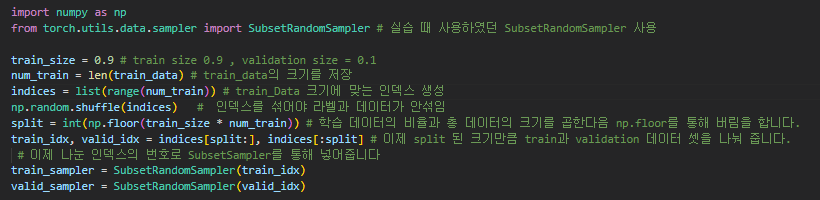 import numpy as np
from torch.utils.data.sampler import SubsetRandomSampler # 실습 때 사용하였던 SubsetRandomSampler 사용
train_size = 0.9 # train size 0.9 , validation size = 0.1
num_train = len(train_data) # train_data의 크기를 저장
indices = list(range(num_train)) # train_Data 크기에 맞는 인덱스 생성
np.random.shuffle(indices)   #  인덱스를 섞어야 라벨과 데이터가 안섞임
split = int(np.floor(train_size * num_train)) # 학습 데이터의 비율과 총 데이터의 크기를 곱한다음 np.floor를 통해 버림을 합니다.
train_idx, valid_idx = indices[split:], indices[:split] # 이제 split 된 크기만큼 train과 validation 데이터 셋을 나눠 줍니다.
# 이제 나눈 인덱스의 번호로 SubsetSampler를 통해 넣어줍니다
train_sampler = SubsetRandomSampler(train_idx)
valid_sampler = SubsetRandomSampler(valid_idx)